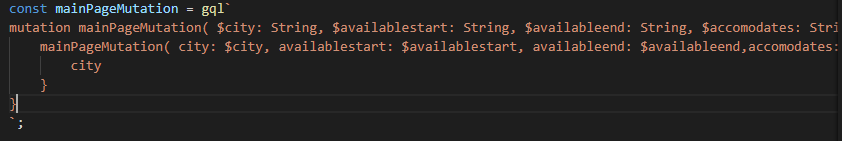 const mainPageMutation = gql`
mutation mainPageMutation( $city: String, $availablestart: String, $availableend: String, $accomodates: Stri
mainPageMutation( city: $city, availablestart: $availablestart, availableend: $availableend,accomodates:
city
}
}
`;